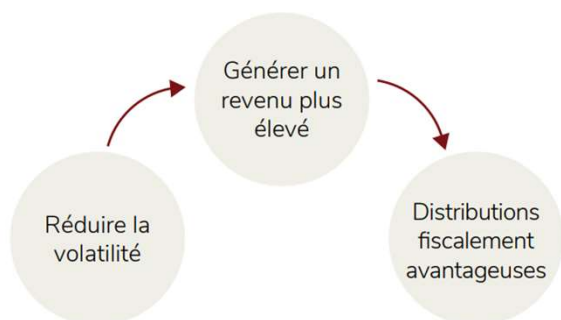 Générer un
revenu plus
élevé
Réduire la
volatilité
Distributions
fiscalement
avantageuses